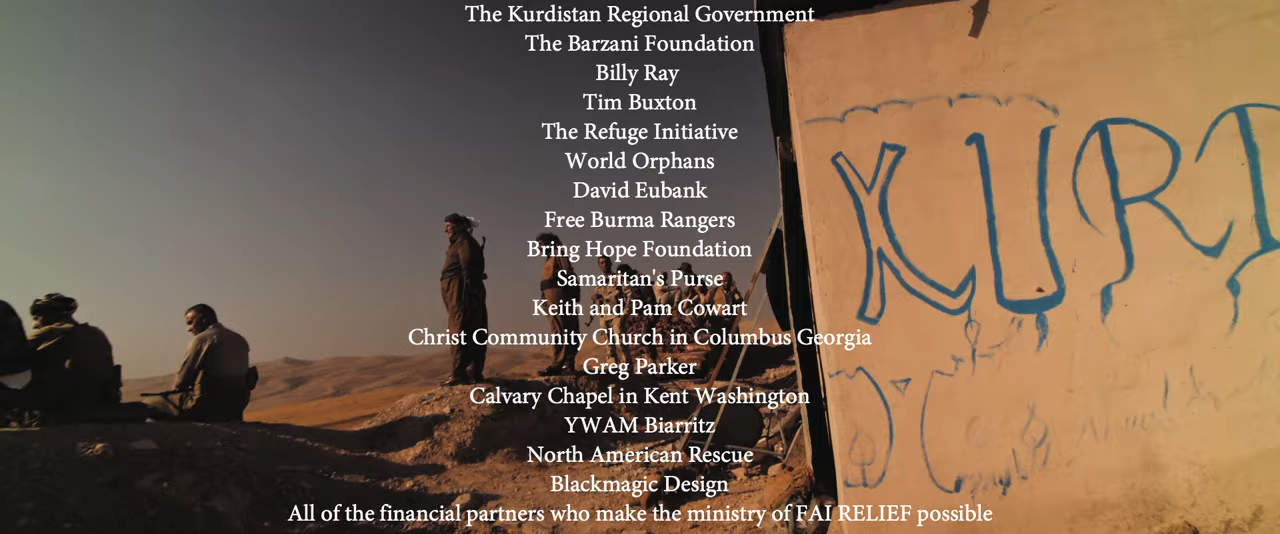 The Kurdistan Regional Government
The Barzani Foundation
Billy Ray
Tim Buxton
The Refuge Initiative
World Orphans
David Eubank
Free Burma Rangers
Bring Hope Foundation
Samaritan's Purse
Keith and Pam Cowart
Christ Community Church in Columbus Georgia
Greg Parker
Calvary Chapel in Kent Washington
YWAM Biarritz
North American Rescue
Blackmagic Design
All of the financial partners who make the ministry of FAI RELIEF possible
KURD